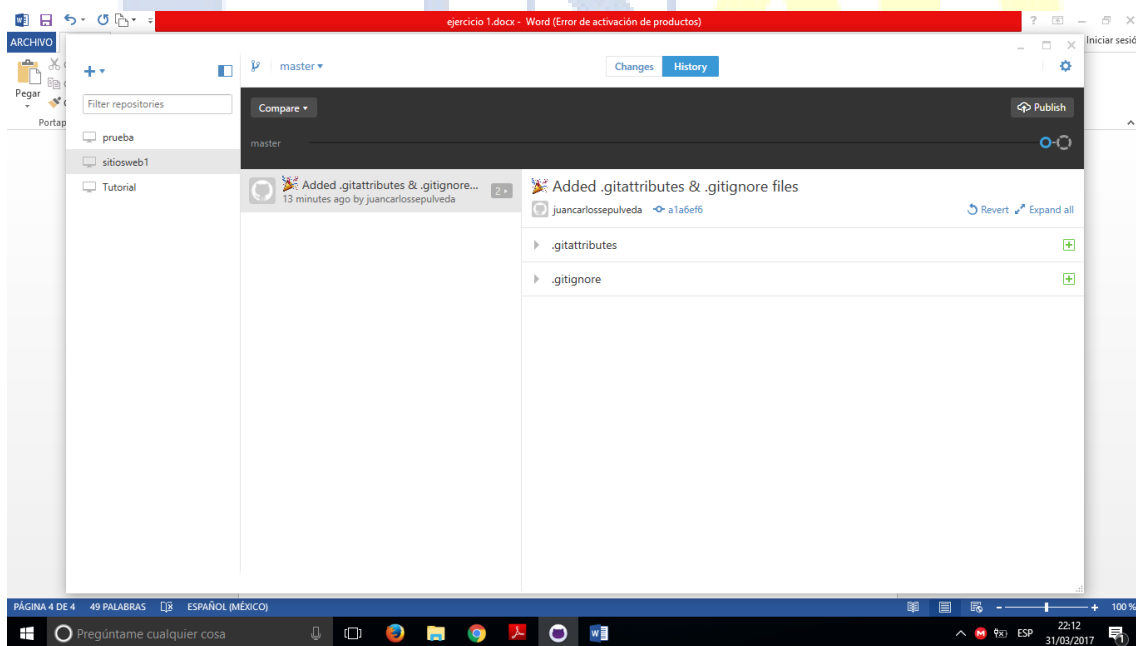 ejercicio 1.docx - Word (Error de activación de productos)
ARCHIVO
Iniciar sesió
Pegar
Portap
Filter repositories
prueba
sitiosweb1
Tutorial
master
Changes
History
Compare
Publish
master
Added .gitattributes & .gitignore...
13 minutes ago by juancarlossepulveda
2
Added .gitattributes & .gitignore files
juancarlossepulveda
a1a6ef6
Revert
Expand all
.gitattributes
.gitignore
PÁGINA 4 DE 4
49 PALABRAS
ESPAÑOL (MÉXICO)
100 %
Pregúntame cualquier cosa
ESP
22:12
31/03/2017